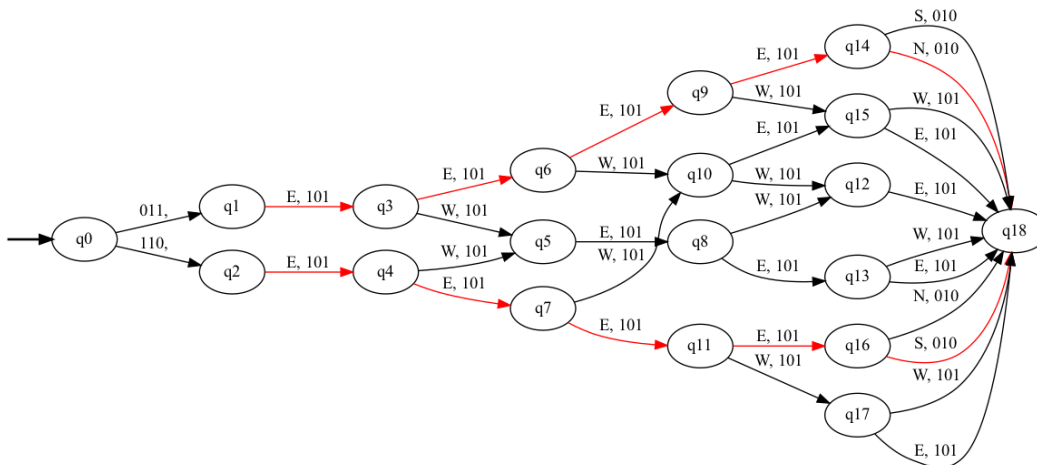 S, 010
q14
N, 010
E, 101
q9
W, 101
W, 101
q15
E, 101
E, 101
E, 101
q6
E, 101
W, 101
q10
W, 101
q12
E, 101
W, 101
011,
q1
E, 101
q3
W, 101
q18
q0
E, 101
q5
q8
W, 101
W, 101
W, 101
110,
q2
E, 101
q4
E, 101
E, 101
q13
E, 101
N, 010
q7
E, 101
q11
E, 101
q16
S, 010
W, 101
W, 101
q17
E, 101